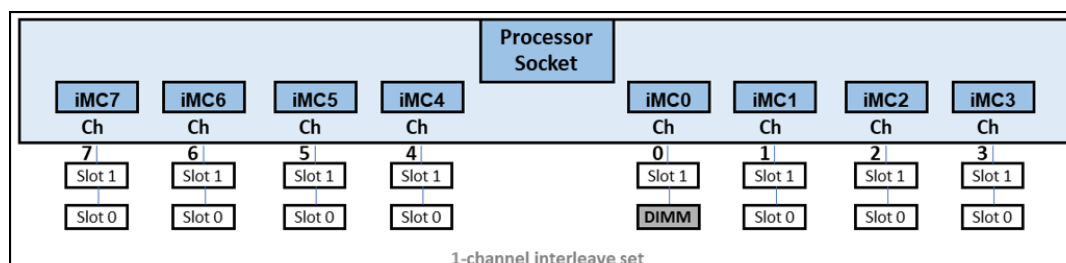 Processor
Socket
iMC7 iMC6 iMC5 iMC4 iMC0 iMC1 iMC2 iMC3
Ch Ch Ch Ch Ch Ch Ch Ch
7 6 5 4 0 1 2 3
Slot 1 Slot 1 Slot 1 Slot 1 Slot 1 Slot 1 Slot 1 Slot 1
Slot 0 Slot 0 Slot 0 Slot 0 DIMM Slot 0 Slot 0 Slot 0
1-channel interleave set